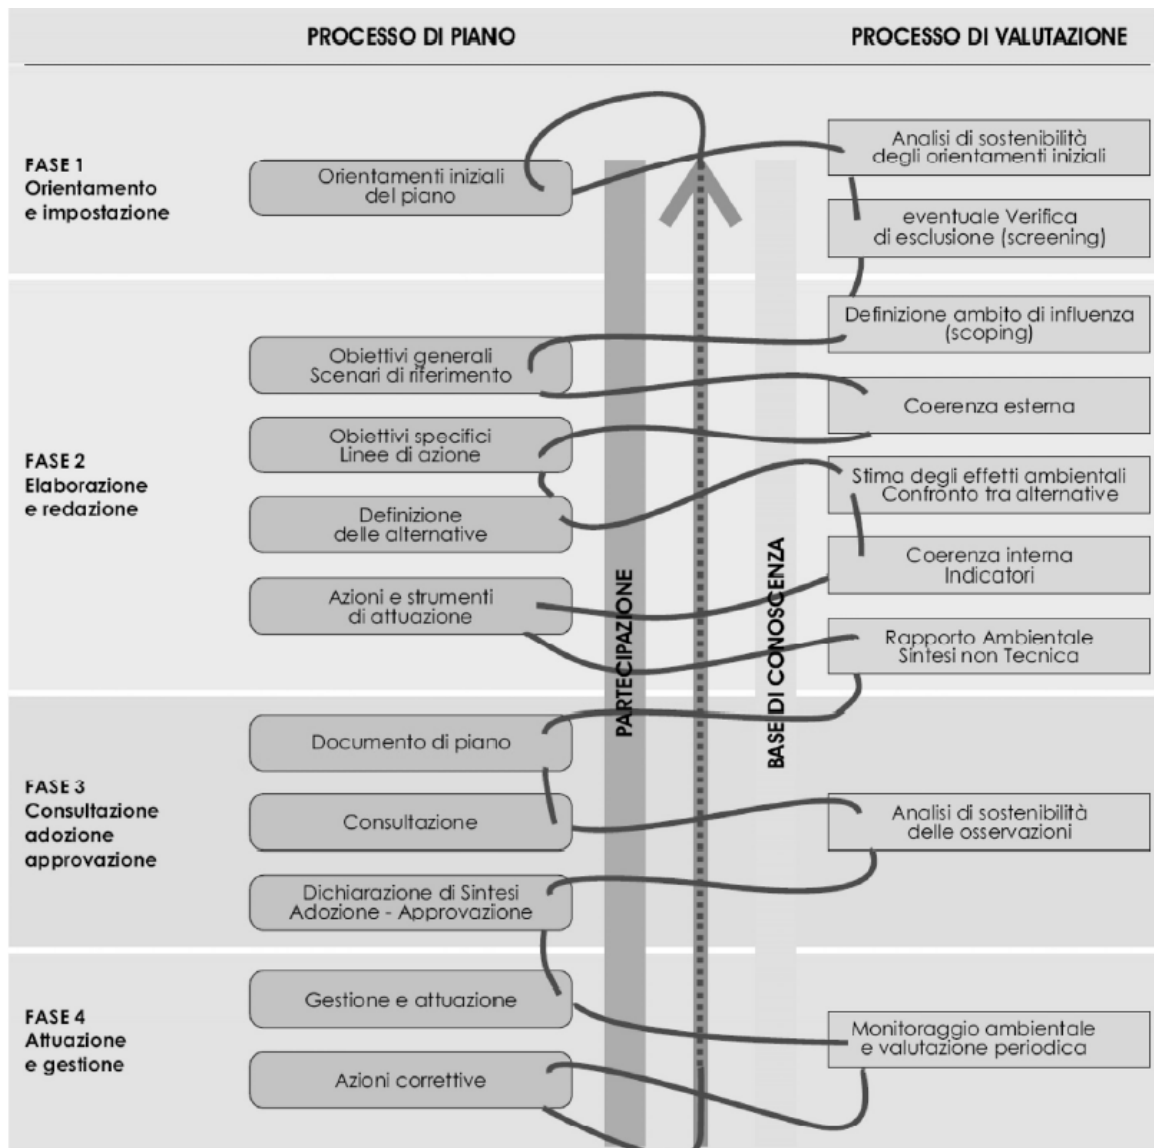 PROCESSO DI PIANO
PROCESSO DI VALUTAZIONE
FASE 1
Orientamento
e impostazione
Orientamenti iniziali
del piano
Analisi di sostenibilità
degli orientamenti iniziali
eventuale Verifica
di esclusione (screening)
FASE 2
Elaborazione
e redazione
Definizione ambito di influenza
(scoping)
Obiettivi generali
Scenari di riferimento
Coerenza esterna
Obiettivi specifici
Linee di azione
Definizione
delle alternative
Stima degli effetti ambientali
Confronto tra alternative
Coerenza interna
Indicatori
Azioni e strumenti
di attuazione
Rapporto Ambientale
Sintesi non Tecnica
PARTECIPAZIONE
BASE DI CONOSCENZA
FASE 3
Consultazione
adozione
approvazione
Documento di piano
Consultazione
Analisi di sostenibilità
delle osservazioni
Dichiarazione di Sintesi
Adozione - Approvazione
FASE 4
Attuazione
e gestione
Gestione e attuazione
Monitoraggio ambientale
e valutazione periodica
Azioni correttive